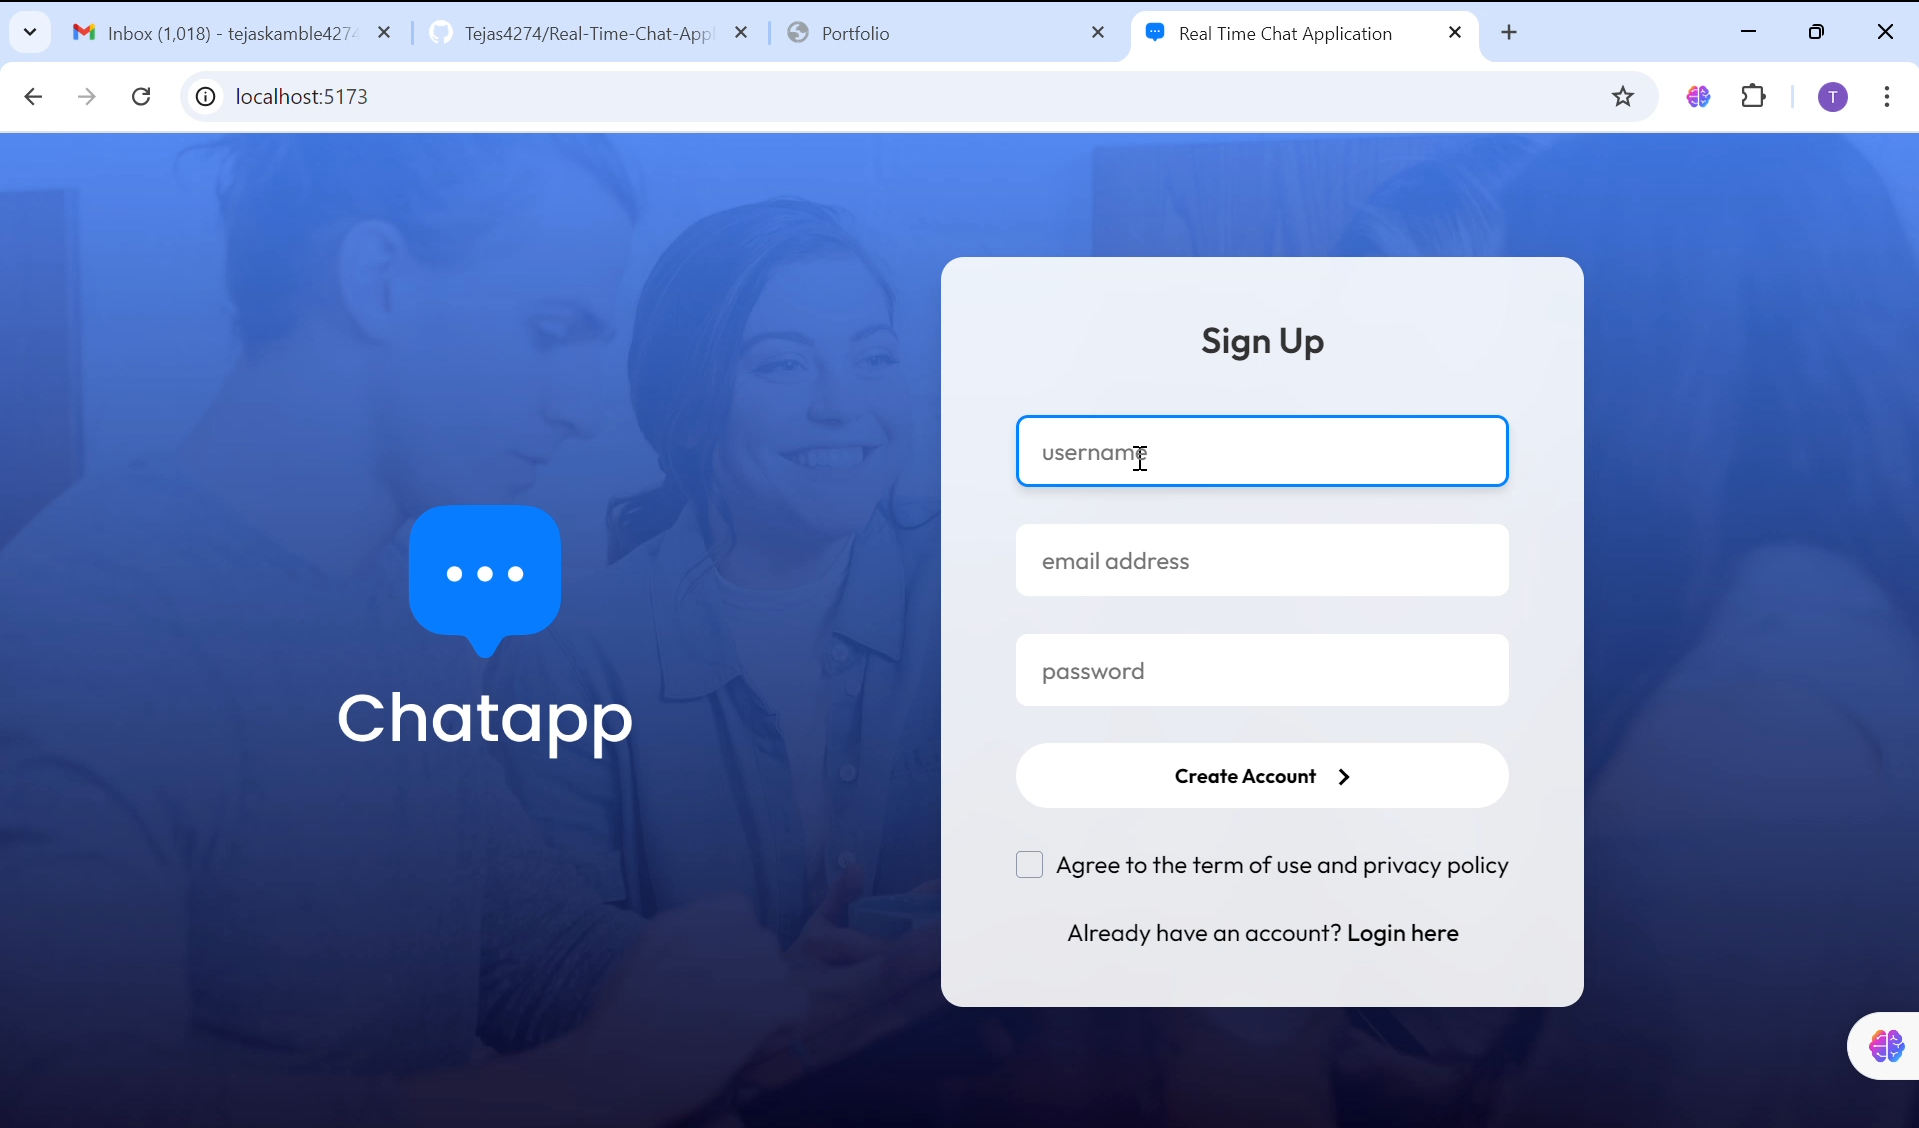 Inbox (1,018) - tejaskamble4274
Tejas4274/Real-Time-Chat-Appl
Portfolio
Real Time Chat Application
localhost:5173
T
Sign Up
username
email address
password
Create Account
Agree to the term of use and privacy policy
Already have an account? Login here
Chatapp